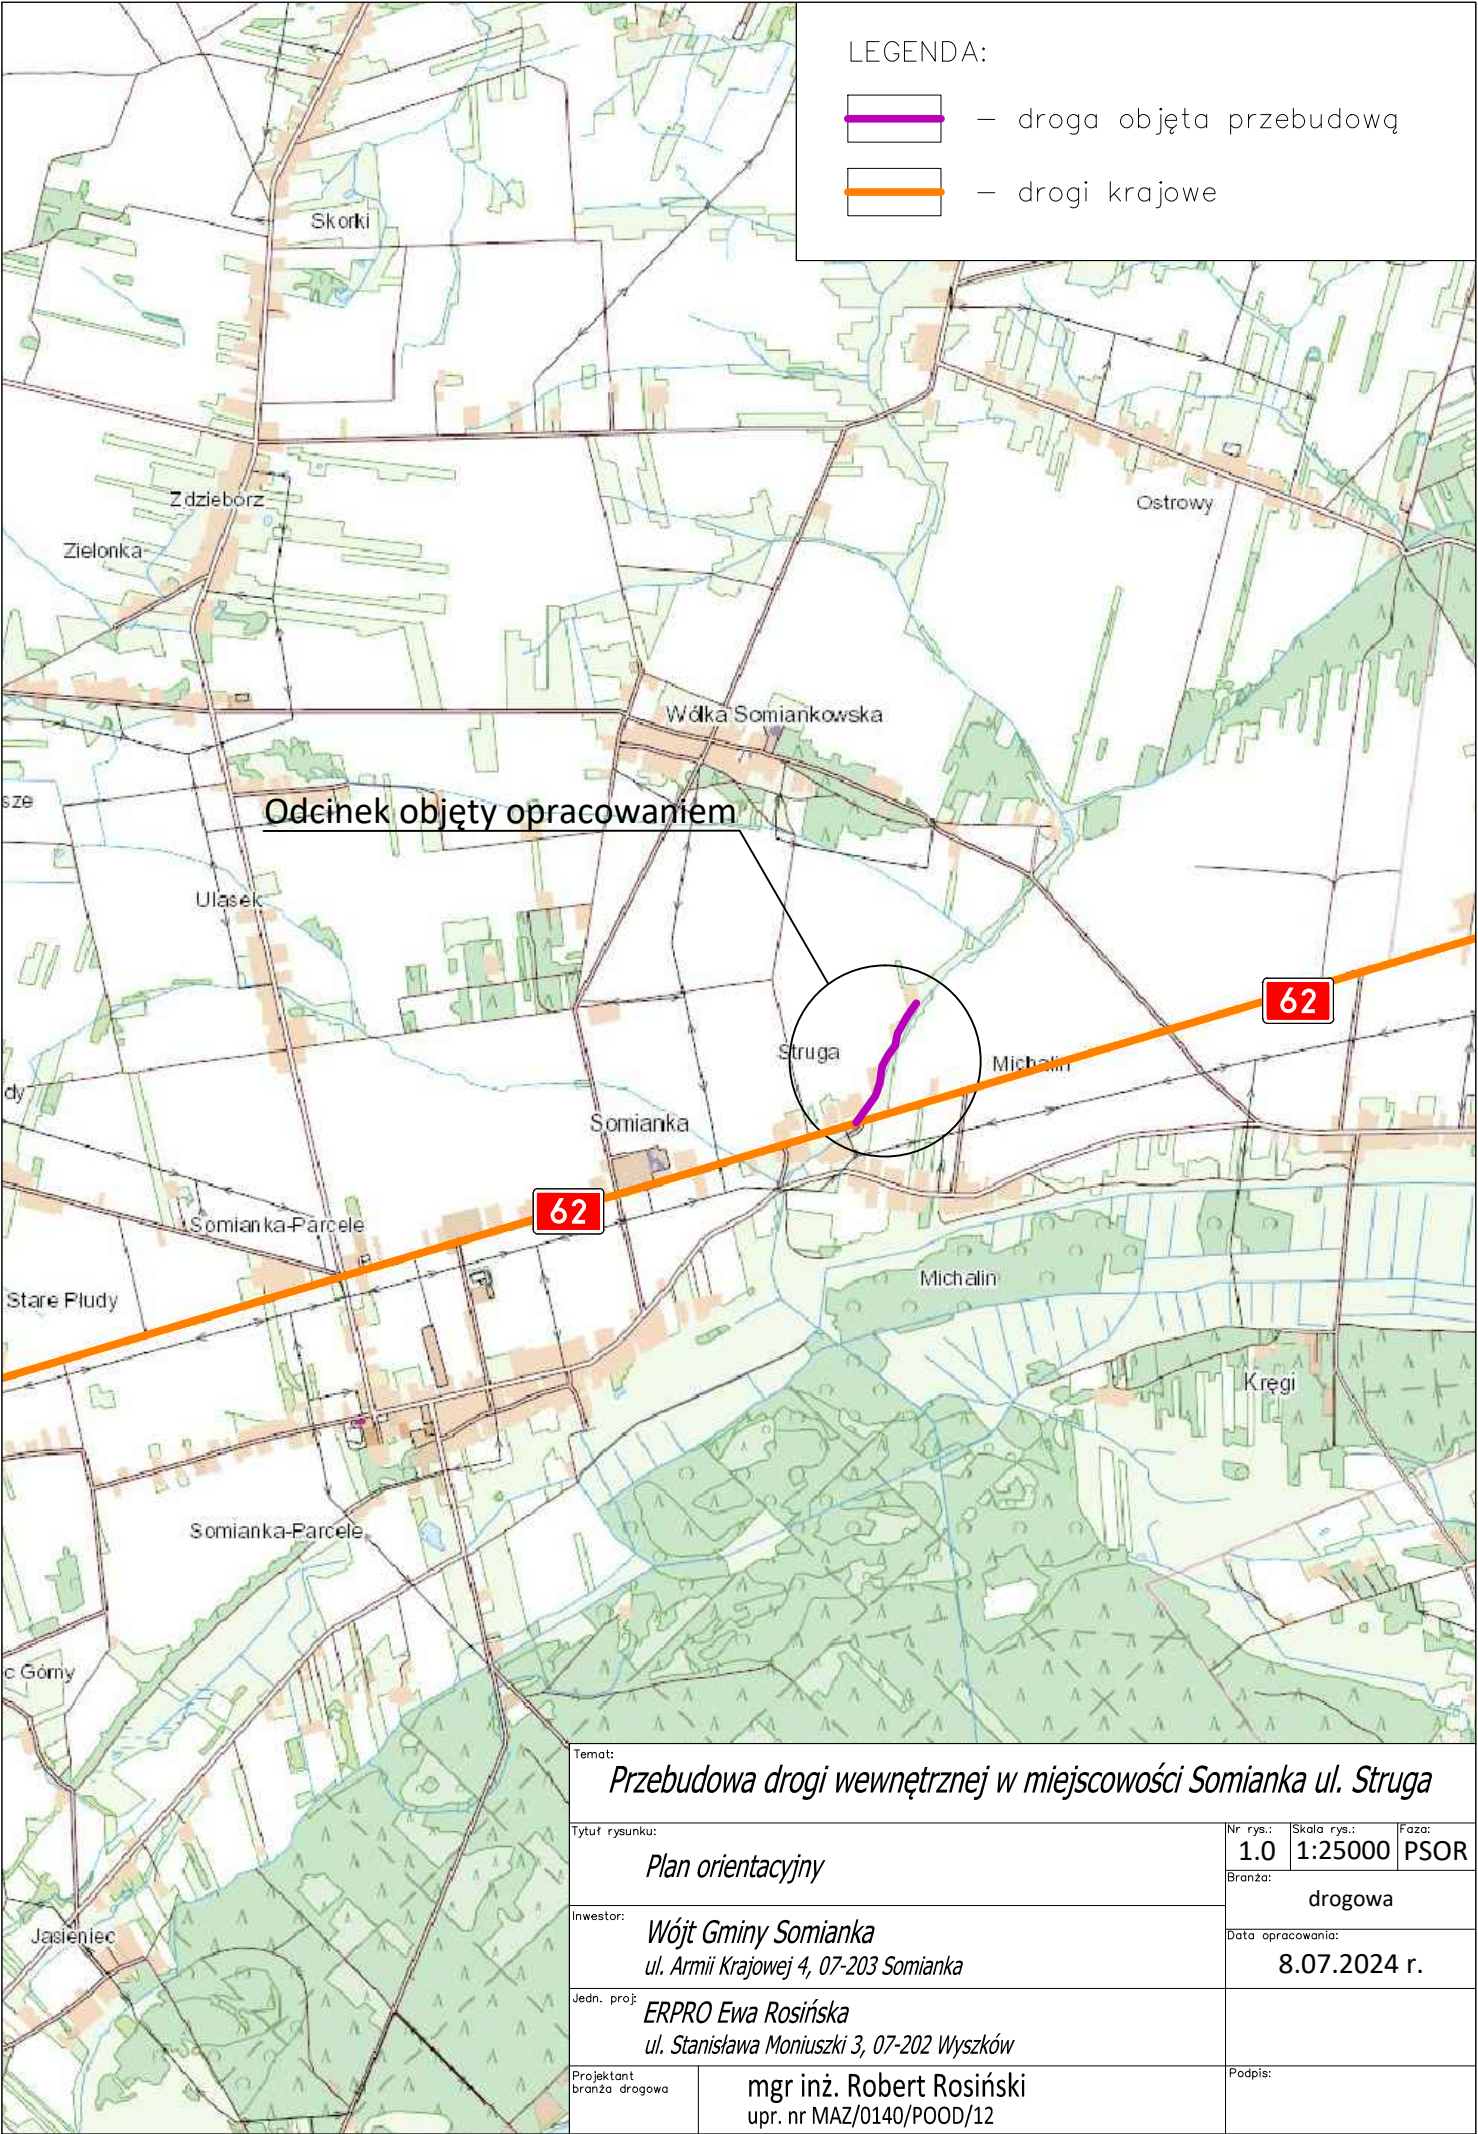 LEGENDA:
– droga objęta przebudową
– drogi krajowe
Skorki
Zdziebórz
Ostrowy
Zielonka
Wólka Somiankowska
sze
Odcinek objęty opracowaniem
Ulasek
62
Struga
Michalin
dy
Somianka
62
Somianka-Parcele
Michalin
Stare Płudy
Kręgi
Somianka-Parcele
c Górny
Jasieniec
Temat:
Przebudowa drogi wewnętrznej w miejscowości Somianka ul. Struga
Tytuł rysunku:
Plan orientacyjny
Nr rys.:
1.0
Skala rys.:
1:25000
Faza:
PSOR
Branża:
drogowa
Inwestor:
Wójt Gminy Somianka
ul. Armii Krajowej 4, 07-203 Somianka
Data opracowania:
8.07.2024 r.
Jedn. proj:
ERPRO Ewa Rosińska
ul. Stanisława Moniuszki 3, 07-202 Wyszków
Projektant
branża drogowa
mgr inż. Robert Rosiński
upr. nr MAZ/0140/POOD/12
Podpis: